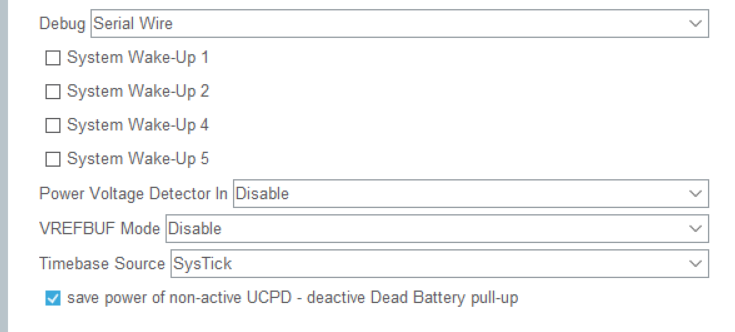 Debug Serial Wire
System Wake-Up 1
System Wake-Up 2
System Wake-Up 4
System Wake-Up 5
Power Voltage Detector In Disable
VREFBUF Mode Disable
Timebase Source SysTick
save power of non-active UCPD - deactive Dead Battery pull-up